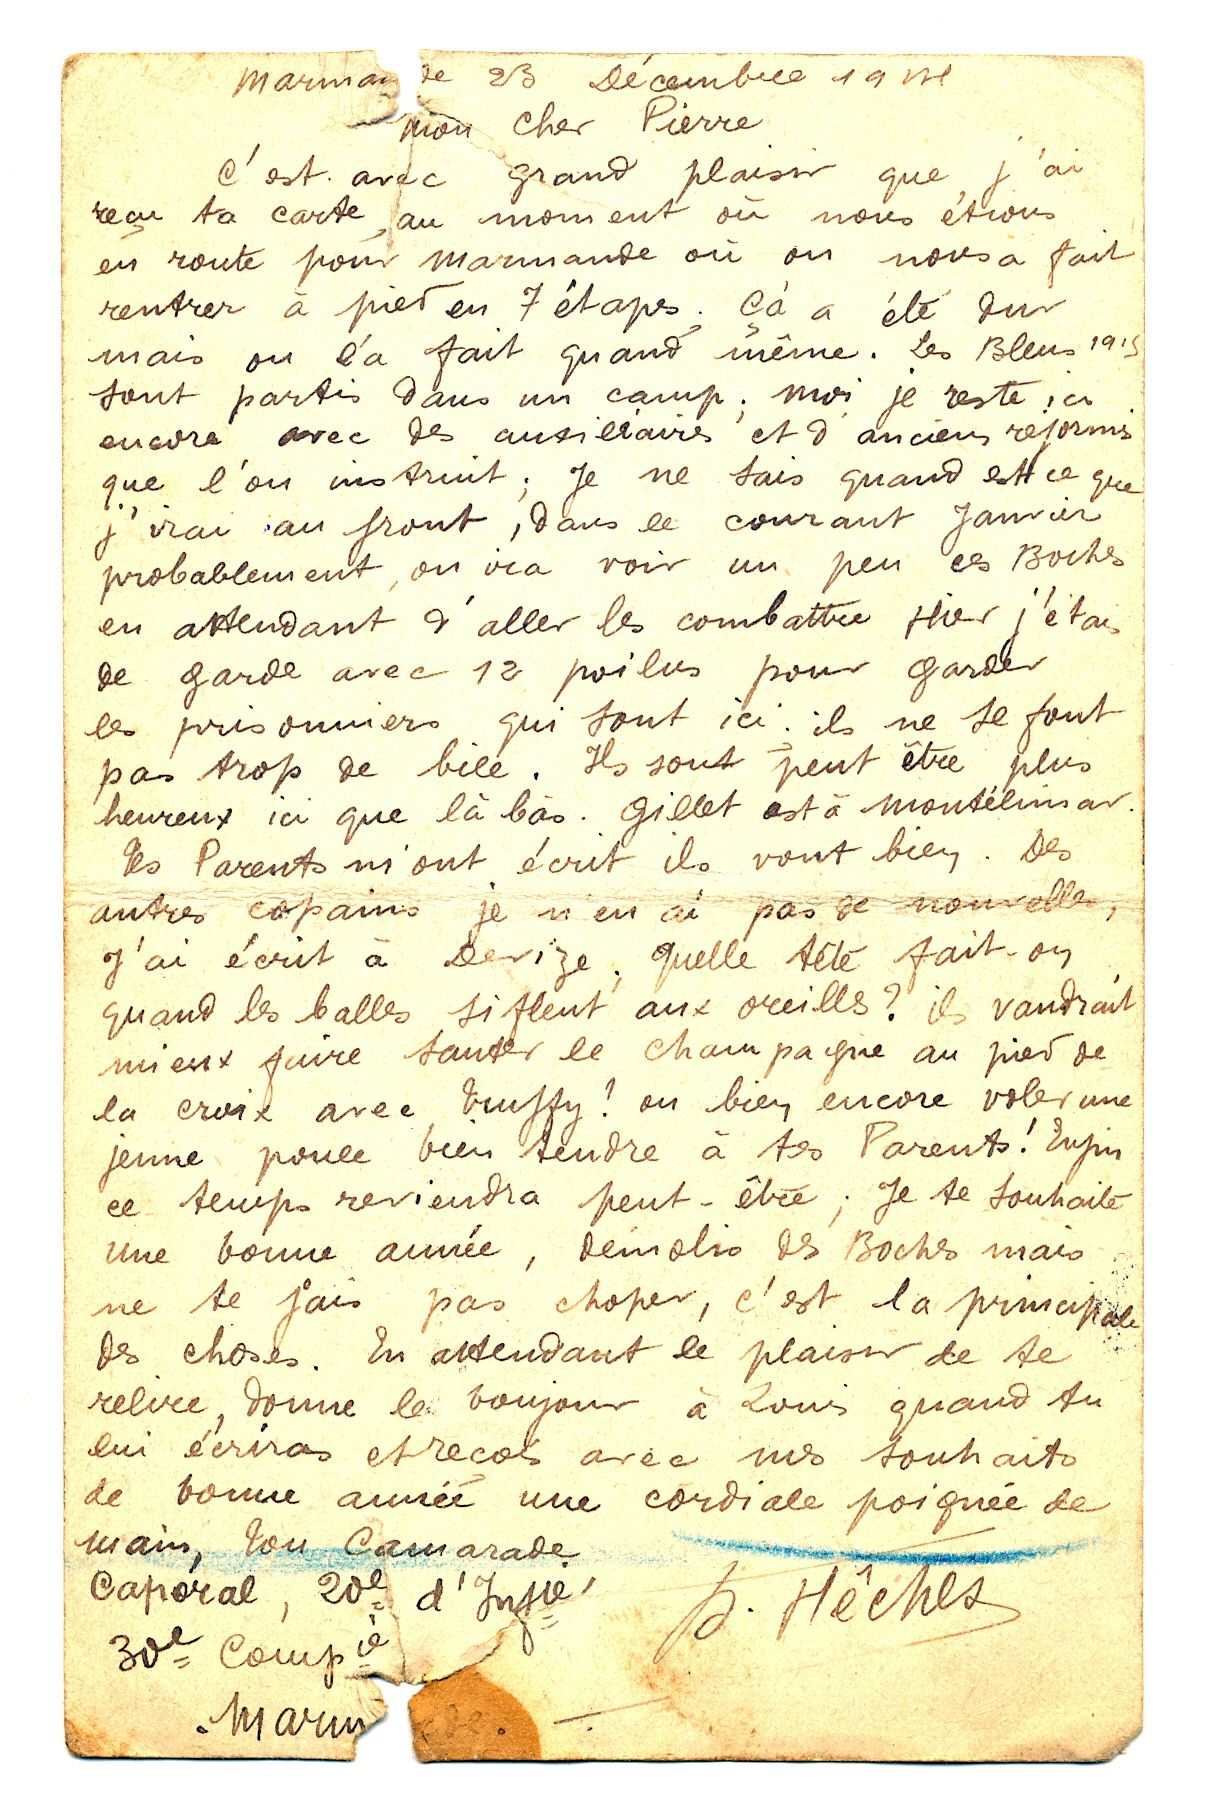 Marman de 23 Décembre 1914
Mon cher Pierre
C'est avec grand plaisir que j'ai
reçu ta carte, au moment où nous étions
en route pour Marmande où on nous a fait
rentrer à pied en 7 étapes. Çà a été dur
mais on l'a fait quand même. Les Bleus 1915
sont partis dans un camp; moi je reste ici
encore avec des auxiliaires et d'anciens réformés
que l'on instruit; Je ne sais quand est ce que
j'irai au front, dans le courant Janvier
probablement, on ira voir un peu ces Boches
en attendant d'aller les combattre Hier j'étais
de garde avec 12 poilus pour garder
les prisonniers qui sont ici; ils ne se font
pas trop de bile. Ils sont peut être plus
heureux ici que là bàs. Gillet est à Montélimar.
Tes Parents m'ont écrit ils vont bien. Des
autres copains je n'en ai pas de nouvelles,
J'ai écrit à Devize; quelle tête fait-on
quand les balles siflent aux oreilles? il vaudrait
mieux faire sauter le champagne au pied de
la croix avec Truffy! ou bien encore voler une
jeune poule bien tendre à tes Parents! Enfin
ce temps reviendra peut-être; Je te souhaite
une bonne année, démolis des Boches mais
ne te fais pas choper, c'est la principale
des choses. En attendant le plaisir de te
relire, donne le bonjour à Louis quand tu
lui écriras et reçois avec mes souhaits
de bonne année une cordiale poignée de
main, Ton Camarade
Caporal, 20e d'Infie
Hêches
30e Compie
Marm de.